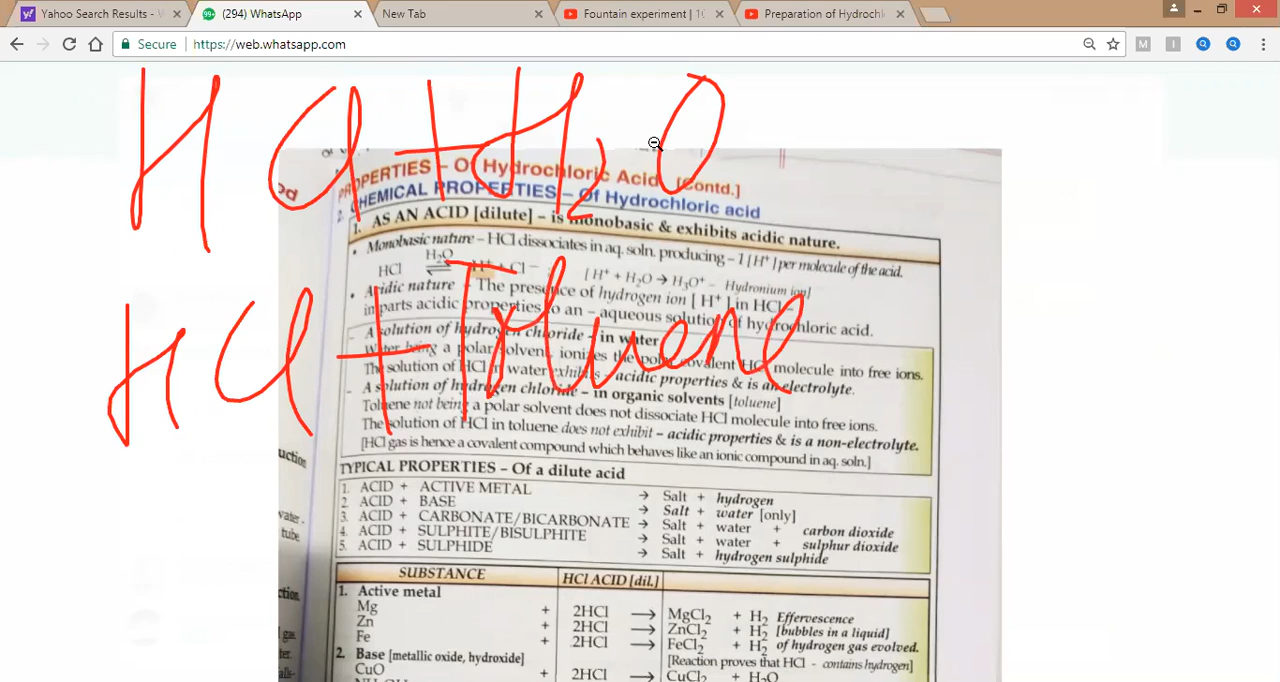 Yahoo Search Results -
(294) WhatsApp
New Tab
Fountain experiment | 1
Preparation of Hydrochl
Secure
https://web.whatsapp.com
HCl + H2O
HCl + Toluene
PROPERTIES – Of Hydrochloric Acid [Contd.]
2. CHEMICAL PROPERTIES – Of Hydrochloric acid
1. AS AN ACID [dilute] – is monobasic & exhibits acidic nature.
• Monobasic nature – HCl dissociates in aq. soln. producing – 1 [H+] per molecule of the acid.
HCl H2O ⇌ H+ + Cl– [ H+ + H2O → H3O+ – Hydronium ion]
• Acidic nature – The presence of hydrogen ion [ H+ ] in HCl –
in parts acidic properties to an – aqueous solution of hydrochloric acid.
- A solution of hydrogen chloride – in water
Water being a polar solvent, ionizes the polar covalent HCl molecule into free ions.
The solution of HCl in water exhibits – acidic properties & is an electrolyte.
- A solution of hydrogen chloride – in organic solvents [toluene]
Toluene not being a polar solvent does not dissociate HCl molecule into free ions.
The solution of HCl in toluene does not exhibit – acidic properties & is a non-electrolyte.
[HCl gas is hence a covalent compound which behaves like an ionic compound in aq. soln.]
TYPICAL PROPERTIES – Of a dilute acid
1. ACID + ACTIVE METAL → Salt + hydrogen
2. ACID + BASE → Salt + water [only]
3. ACID + CARBONATE/BICARBONATE → Salt + water + carbon dioxide
4. ACID + SULPHITE/BISULPHITE → Salt + water + sulphur dioxide
5. ACID + SULPHIDE → Salt + hydrogen sulphide
SUBSTANCE HCl ACID [dil.]
1. Active metal
Mg + 2HCl → MgCl2 + H2 Effervescence
Zn + 2HCl → ZnCl2 + H2 [bubbles in a liquid]
Fe + 2HCl → FeCl2 + H2 of hydrogen gas evolved.
2. Base [metallic oxide, hydroxide] [Reaction proves that HCl - contains hydrogen]
CuO + 2HCl → CuCl2 + H2O